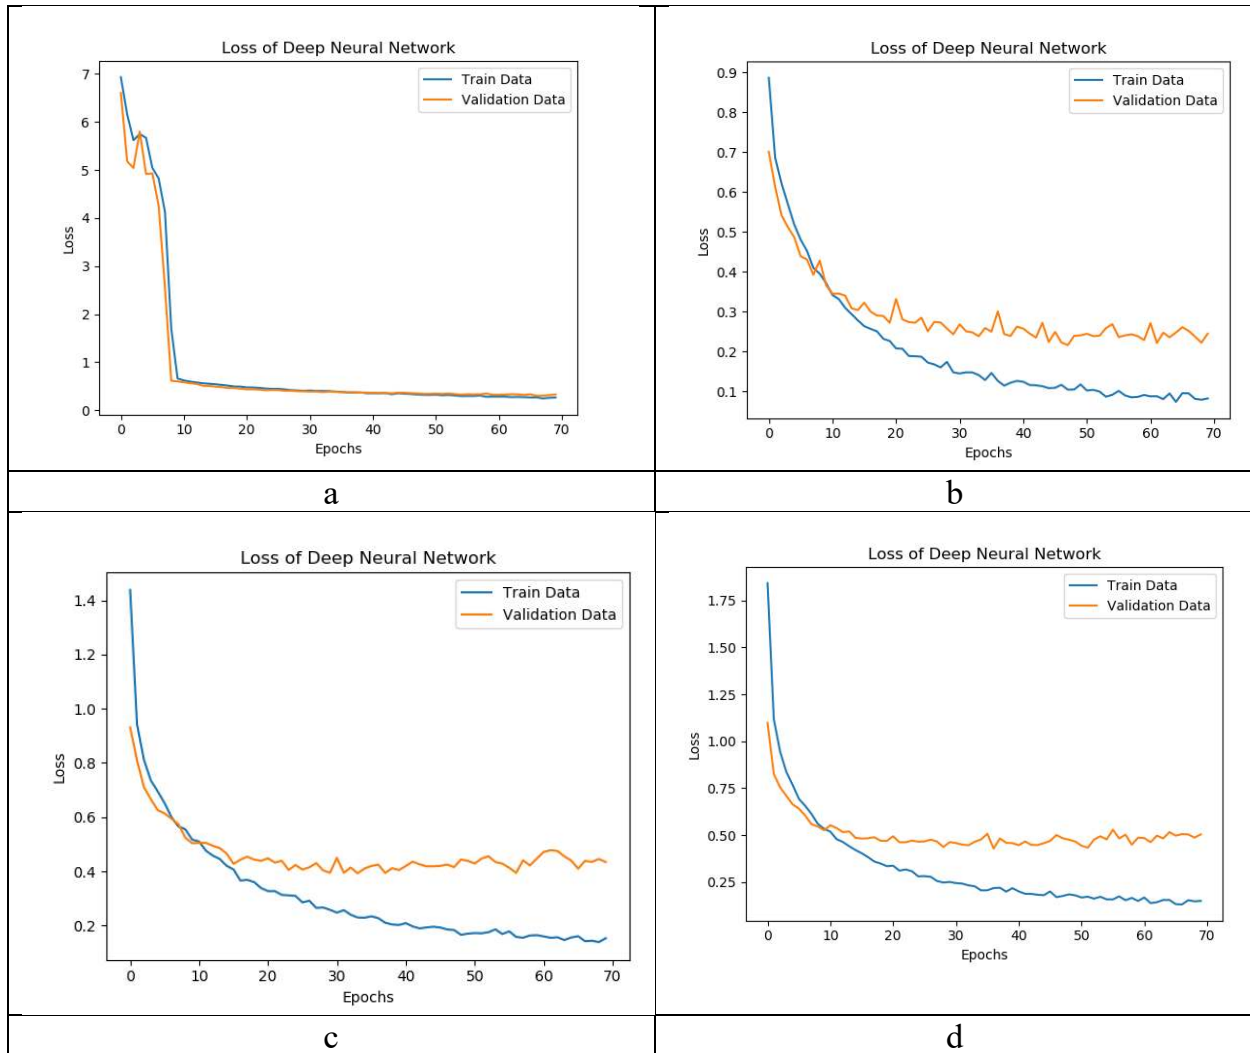 Loss of Deep Neural Network
Train Data
Validation Data
7
6
5
4
3
2
1
0
Loss
0 10 20 30 40 50 60 70
Epochs
a
Loss of Deep Neural Network
Train Data
Validation Data
0.9
0.8
0.7
0.6
0.5
0.4
0.3
0.2
0.1
Loss
0 10 20 30 40 50 60 70
Epochs
b
Loss of Deep Neural Network
Train Data
Validation Data
1.4
1.2
1.0
0.8
0.6
0.4
0.2
Loss
0 10 20 30 40 50 60 70
Epochs
c
Loss of Deep Neural Network
Train Data
Validation Data
1.75
1.50
1.25
1.00
0.75
0.50
0.25
Loss
0 10 20 30 40 50 60 70
Epochs
d